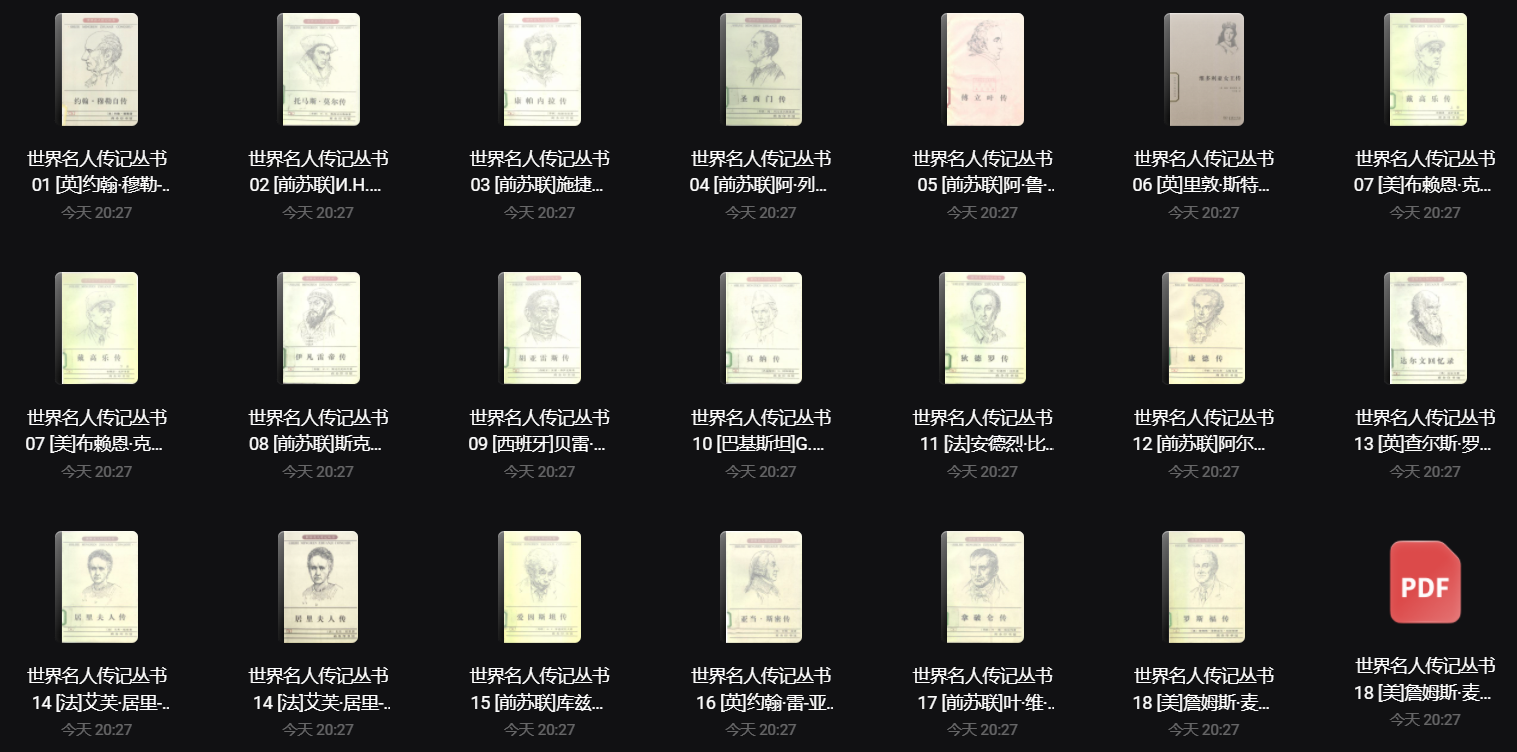 约翰·穆勒自传
托马斯·莫尔传
康帕内拉传
圣西门传
傅立叶传
维多利亚女王传
戴高乐传
世界名人传记丛书
01 [英]约翰·穆勒-..
今天 20:27
世界名人传记丛书
02 [前苏联]И.Н....
今天 20:27
世界名人传记丛书
03 [前苏联]施捷...
今天 20:27
世界名人传记丛书
04 [前苏联]阿·列...
今天 20:27
世界名人传记丛书
05 [前苏联]阿·鲁·..
今天 20:27
世界名人传记丛书
06 [英]里敦·斯特...
今天 20:27
世界名人传记丛书
07 [美]布赖恩·克...
今天 20:27
戴高乐传
伊凡雷帝传
胡亚雷斯传
真纳传
狄德罗传
康德传
达尔文回忆录
世界名人传记丛书
07 [美]布赖恩·克...
今天 20:27
世界名人传记丛书
08 [前苏联]斯克...
今天 20:27
世界名人传记丛书
09 [西班牙]贝雷·...
今天 20:27
世界名人传记丛书
10 [巴基斯坦]G....
今天 20:27
世界名人传记丛书
11 [法]安德烈·比..
今天 20:27
世界名人传记丛书
12 [前苏联]阿尔...
今天 20:27
世界名人传记丛书
13 [英]查尔斯·罗...
今天 20:27
居里夫人传
居里夫人传
爱因斯坦传
亚当·斯密传
拿破仑传
罗斯福传
PDF
世界名人传记丛书
14 [法]艾芙·居里-..
今天 20:27
世界名人传记丛书
14 [法]艾芙·居里-..
今天 20:27
世界名人传记丛书
15 [前苏联]库兹...
今天 20:27
世界名人传记丛书
16 [英]约翰·雷-亚..
今天 20:27
世界名人传记丛书
17 [前苏联]叶·维·..
今天 20:27
世界名人传记丛书
18 [美]詹姆斯·麦...
今天 20:27
世界名人传记丛书
18 [美]詹姆斯·麦...
今天 20:27